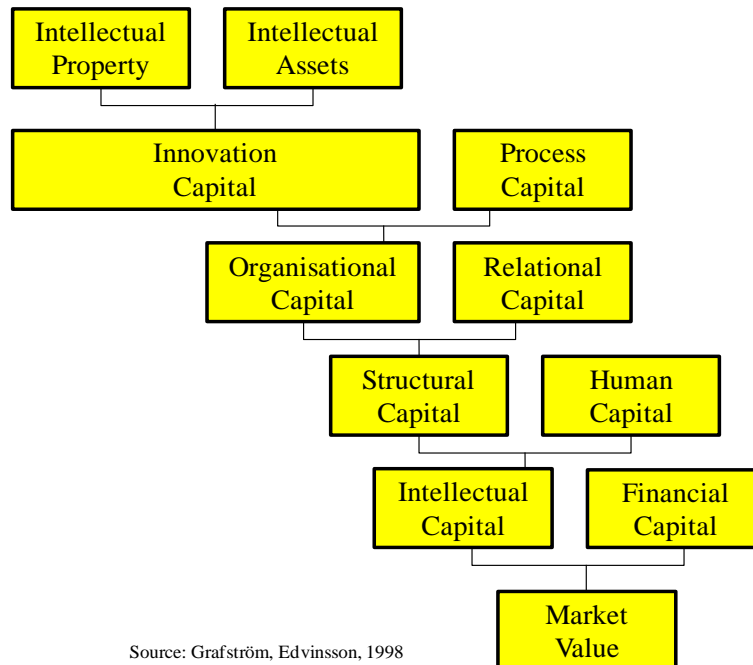 Intellectual
Property
Intellectual
Assets
Innovation
Capital
Process
Capital
Organisational
Capital
Relational
Capital
Structural
Capital
Human
Capital
Intellectual
Capital
Financial
Capital
Market
Value
Source: Grafström, Edvinsson, 1998